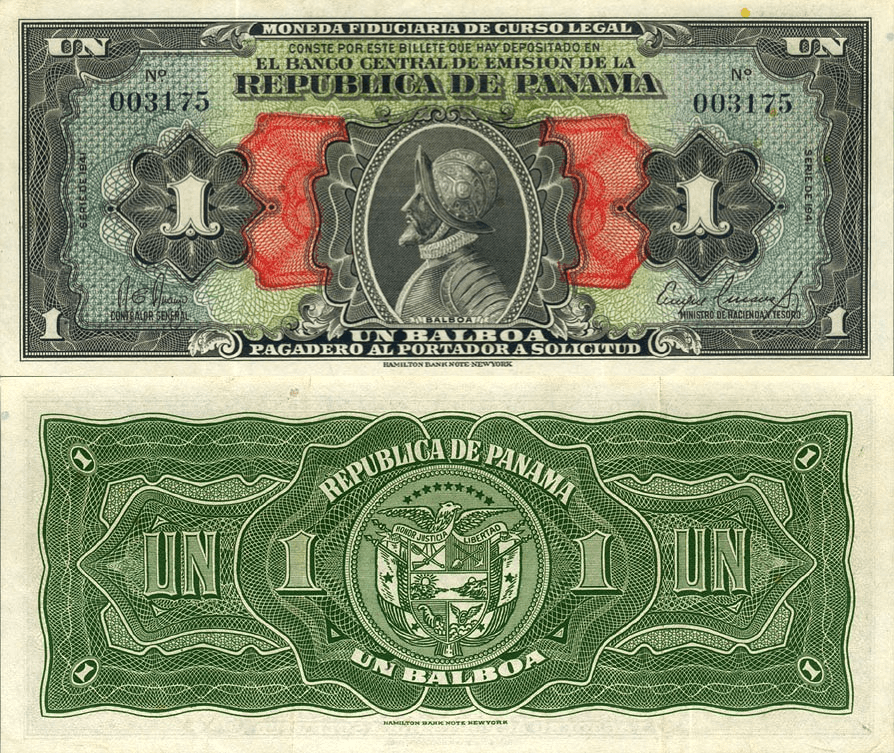 MONEDA FIDUCIARIA DE CURSO LEGAL
UN
UN
CONSTE POR ESTE BILLETE QUE HAY DEPOSITADO EN
EL BANCO CENTRAL DE EMISION DE LA
REPUBLICA DE PANAMA
Nº
003175
Nº
003175
SERIE DE 1941
SERIE DE 1941
1
1
CONTRALOR GENERAL
MINISTRO DE HACIENDA Y TESORO
BALBOA
1
1
UN BALBOA
PAGADERO AL PORTADOR A SOLICITUD
HAMILTON BANK NOTE NEW YORK
REPUBLICA DE PANAMA
1
1
HONOR JUSTICIA LIBERTAD
UN
1
1
UN
1
1
UN BALBOA
HAMILTON BANK NOTE NEW YORK